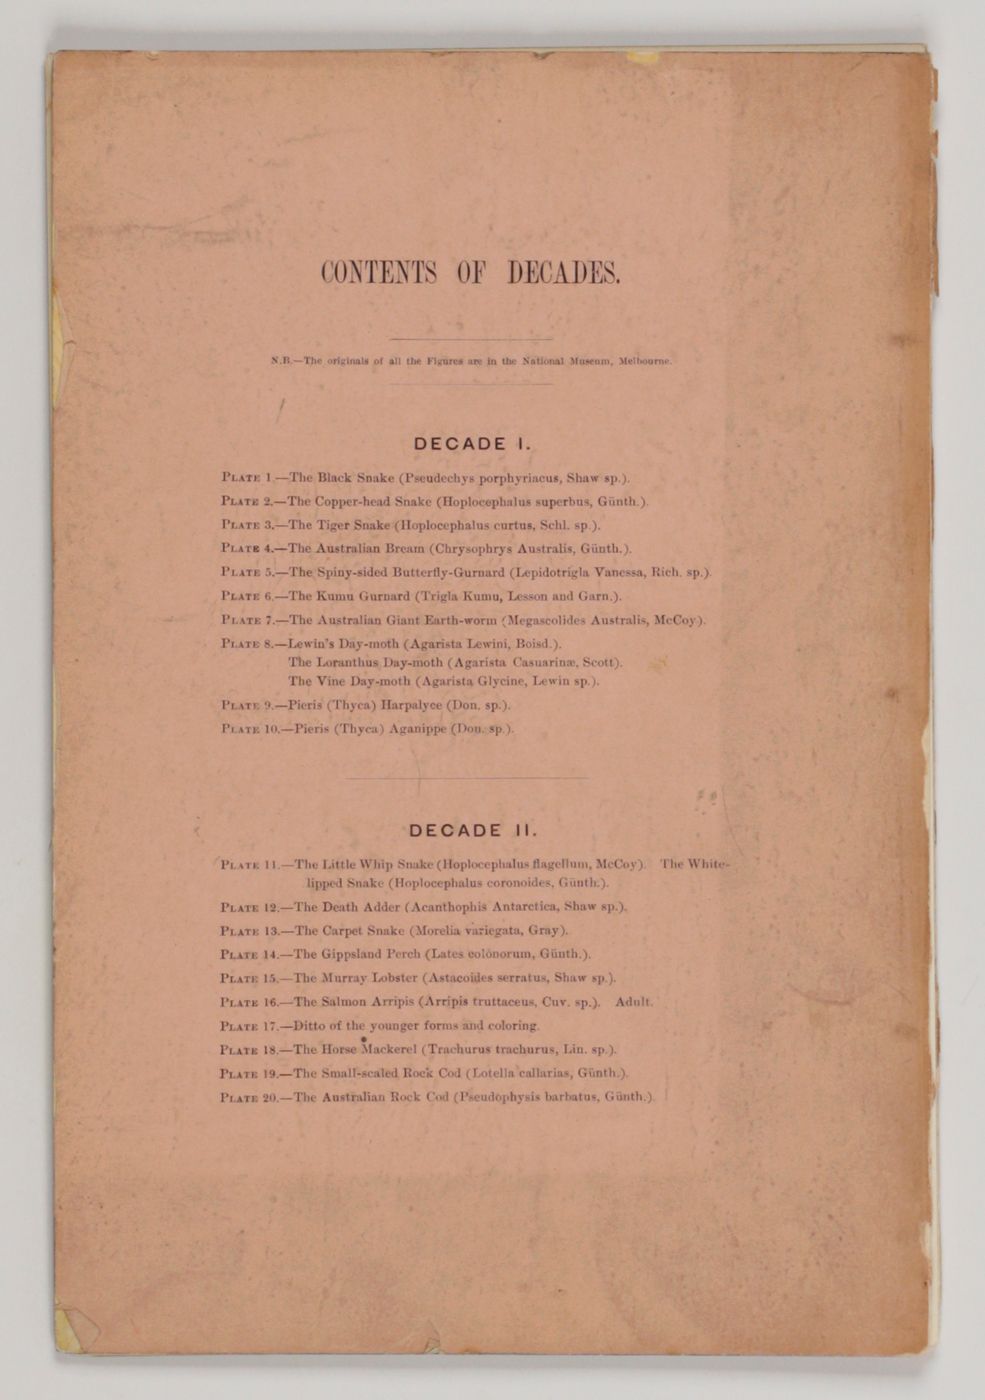 CONTENTS OF DECADES.
N.B.—The originals of all the Figures are in the National Museum, Melbourne.
DECADE I.
PLATE 1.—The Black Snake (Pseudechys porphyriacus, Shaw sp.).
PLATE 2.—The Copper-head Snake (Hoplocephalus superbus, Günth.).
PLATE 3.—The Tiger Snake (Hoplocephalus curtus, Schl. sp.).
PLATE 4.—The Australian Bream (Chrysophrys Australis, Günth.).
PLATE 5.—The Spiny-sided Butterfly-Gurnard (Lepidotrigla Vanessa, Rich. sp.).
PLATE 6.—The Kumu Gurnard (Trigla Kumu, Lesson and Garn.).
PLATE 7.—The Australian Giant Earth-worm (Megascolides Australis, McCoy).
PLATE 8.—Lewin's Day-moth (Agarista Lewini, Boisd.).
The Loranthus Day-moth (Agarista Casuarinæ, Scott).
The Vine Day-moth (Agarista Glycine, Lewin sp.).
PLATE 9.—Pieris (Thyca) Harpalyce (Don. sp.).
PLATE 10.—Pieris (Thyca) Aganippe (Don. sp.).
DECADE II.
PLATE 11.—The Little Whip Snake (Hoplocephalus flagellum, McCoy). The White-
lipped Snake (Hoplocephalus coronoides, Günth.).
PLATE 12.—The Death Adder (Acanthophis Antarctica, Shaw sp.).
PLATE 13.—The Carpet Snake (Morelia variegata, Gray).
PLATE 14.—The Gippsland Perch (Lates colonorum, Günth.).
PLATE 15.—The Murray Lobster (Astacoides serratus, Shaw sp.).
PLATE 16.—The Salmon Arripis (Arripis truttaceus, Cuv. sp.). Adult.
PLATE 17.—Ditto of the younger forms and coloring.
PLATE 18.—The Horse Mackerel (Trachurus trachurus, Lin. sp.).
PLATE 19.—The Small-scaled Rock Cod (Lotella callarias, Günth.).
PLATE 20.—The Australian Rock Cod (Pseudophysis barbatus, Günth.).